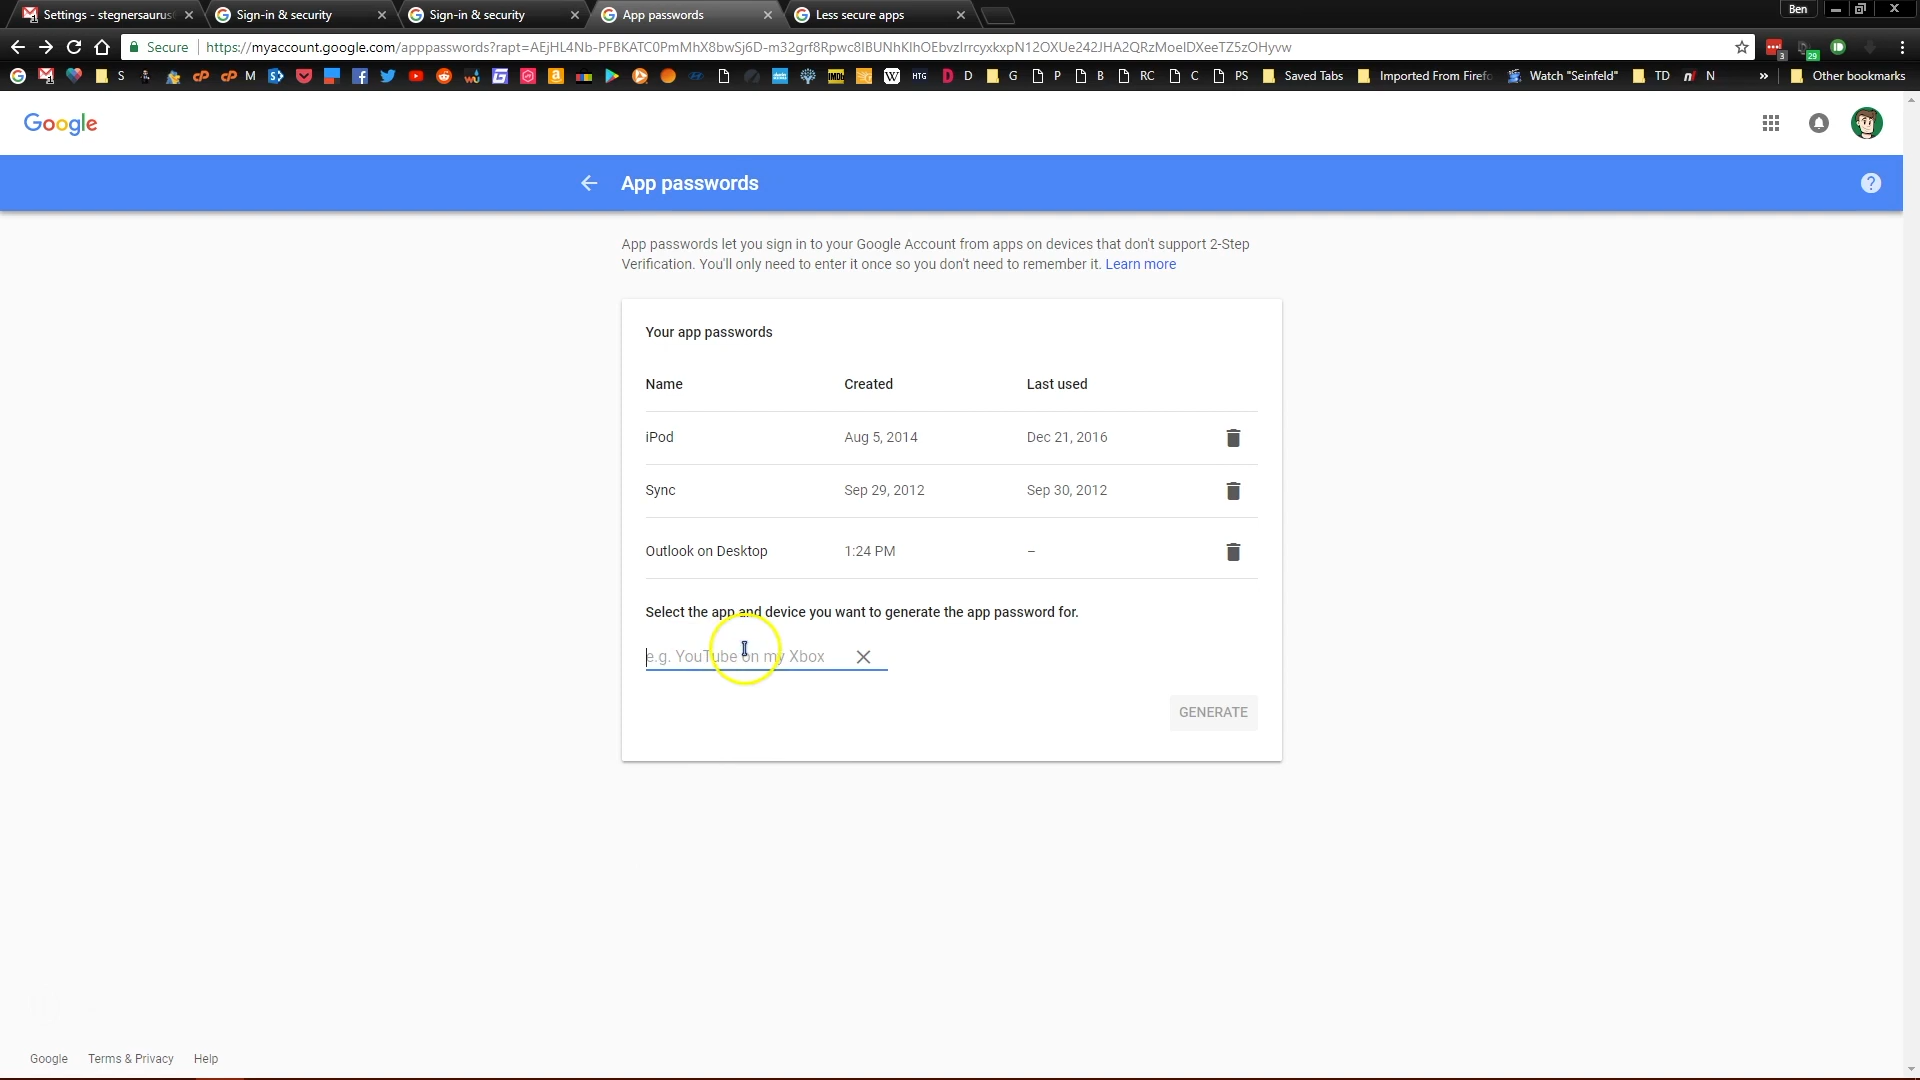 Settings - stegnersaurus
Sign-in & security
Sign-in & security
App passwords
Less secure apps
Ben
Secure
https://myaccount.google.com/apppasswords?rapt=AEjHL4Nb-PFBKATC0PmMhX8bwSj6D-m32grf8Rpwc8IBUNhKlhOEbvzIrrcyxkxpN12OXUe242JHA2QRzMoeIDXeeTZ5zOHyvw
3
29
S
M
IMDb
W
HTG
D
G
P
B
RC
C
PS
Saved Tabs
Imported From Firefo
Watch "Seinfeld"
TD
N
»
Other bookmarks
Google
App passwords
?
App passwords let you sign in to your Google Account from apps on devices that don't support 2-Step
Verification. You'll only need to enter it once so you don't need to remember it. Learn more
Your app passwords
Name Created Last used
iPod Aug 5, 2014 Dec 21, 2016
Sync Sep 29, 2012 Sep 30, 2012
Outlook on Desktop 1:24 PM –
Select the app and device you want to generate the app password for.
e.g. YouTube on my Xbox
GENERATE
Google Terms & Privacy Help